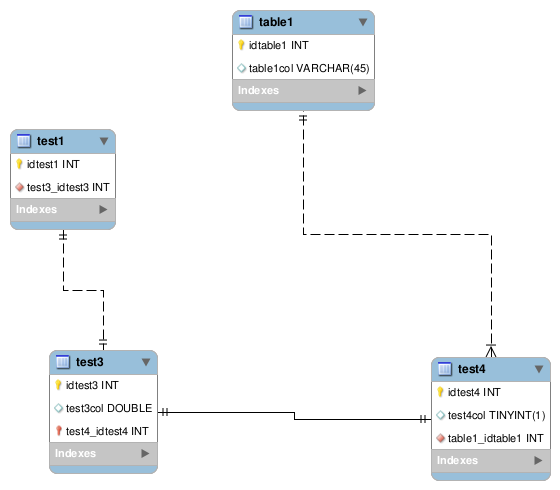 table1
idtable1 INT
table1col VARCHAR(45)
Indexes
test1
idtest1 INT
test3_idtest3 INT
Indexes
test3
idtest3 INT
test3col DOUBLE
test4_idtest4 INT
Indexes
test4
idtest4 INT
test4col TINYINT(1)
table1_idtable1 INT
Indexes